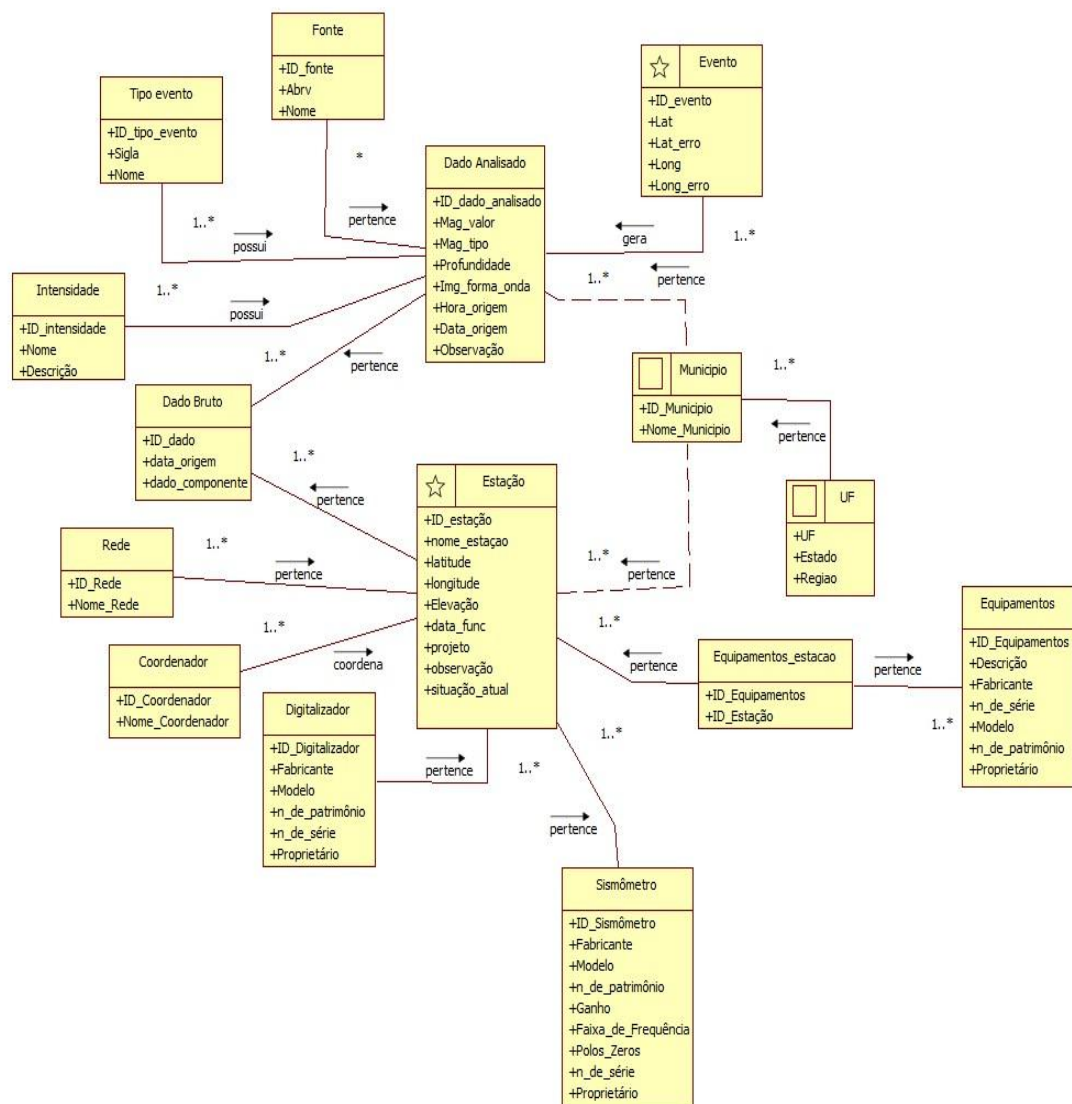 Fonte
+ID_fonte
+Abrv
+Nome
Tipo evento
+ID_tipo_evento
+Sigla
+Nome
Evento
+ID_evento
+Lat
+Lat_erro
+Long
+Long_erro
Dado Analisado
+ID_dado_analisado
+Mag_valor
+Mag_tipo
+Profundidade
+Img_forma_onda
+Hora_origem
+Data_origem
+Observação
*
pertence
1..*
possui
gera
1..*
pertence
1..*
Intensidade
+ID_intensidade
+Nome
+Descrição
1..*
possui
1..*
pertence
Dado Bruto
+ID_dado
+data_origem
+dado_componente
Municipio
+ID_Municipio
+Nome_Municipio
1..*
pertence
UF
+UF
+Estado
+Regiao
1..*
pertence
Estação
+ID_estação
+nome_estaçao
+latitude
+longitude
+Elevação
+data_func
+projeto
+observação
+situação_atual
Rede
+ID_Rede
+Nome_Rede
1..*
pertence
1..*
pertence
Coordenador
+ID_Coordenador
+Nome_Coordenador
1..*
coordena
1..*
pertence
Equipamentos_estacao
+ID_Equipamentos
+ID_Estação
pertence
1..*
Equipamentos
+ID_Equipamentos
+Descrição
+Fabricante
+n_de_série
+Modelo
+n_de_patrimônio
+Proprietário
Digitalizador
+ID_Digitalizador
+Fabricante
+Modelo
+n_de_patrimônio
+n_de_série
+Proprietário
pertence
1..*
1..*
pertence
Sismômetro
+ID_Sismômetro
+Fabricante
+Modelo
+n_de_patrimônio
+Ganho
+Faixa_de_Frequência
+Polos_Zeros
+n_de_série
+Proprietário